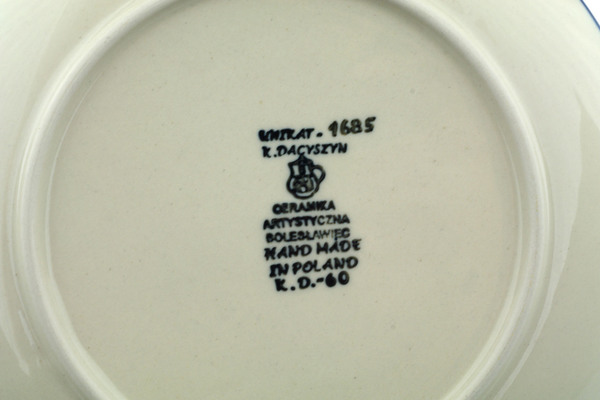 UNIKAT - 1685
K. DACYSZYN
CERAMIKA
ARTYSTYCZNA
BOLESŁAWIEC
HAND MADE
IN POLAND
K.D.-60